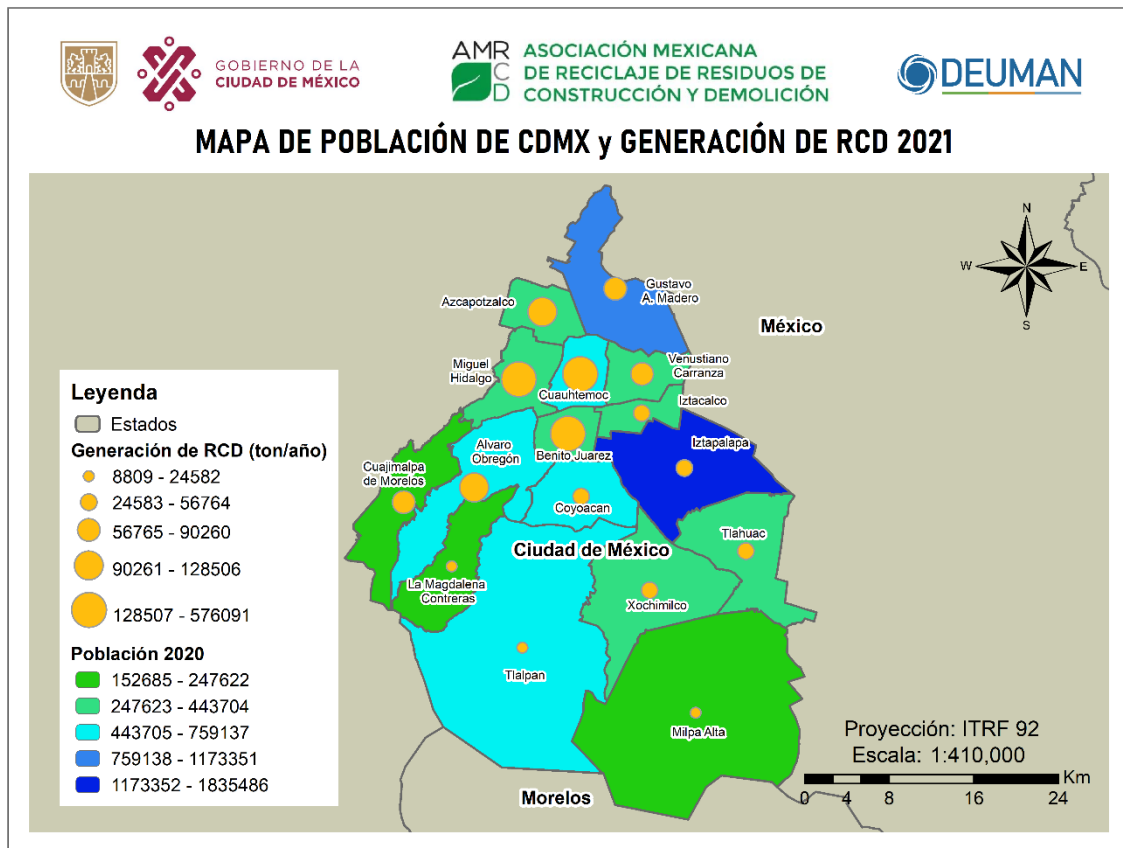 GOBIERNO DE LA
CIUDAD DE MÉXICO
AMR
C
D
ASOCIACIÓN MEXICANA
DE RECICLAJE DE RESIDUOS DE
CONSTRUCCIÓN Y DEMOLICIÓN
DEUMAN
MAPA DE POBLACIÓN DE CDMX y GENERACIÓN DE RCD 2021
N
W
E
S
Gustavo
A. Madero
Azcapotzalco
México
Miguel
Hidalgo
Venustiano
Carranza
Cuauhtemoc
Iztacalco
Alvaro
Obregón
Benito Juarez
Iztapalapa
Cuajimalpa
de Morelos
Coyoacan
Tlahuac
Ciudad de México
La Magdalena
Contreras
Xochimilco
Tlalpan
Milpa Alta
Morelos
Leyenda
Estados
Generación de RCD (ton/año)
8809 - 24582
24583 - 56764
56765 - 90260
90261 - 128506
128507 - 576091
Población 2020
152685 - 247622
247623 - 443704
443705 - 759137
759138 - 1173351
1173352 - 1835486
Proyección: ITRF 92
Escala: 1:410,000
Km
0 4 8 16 24